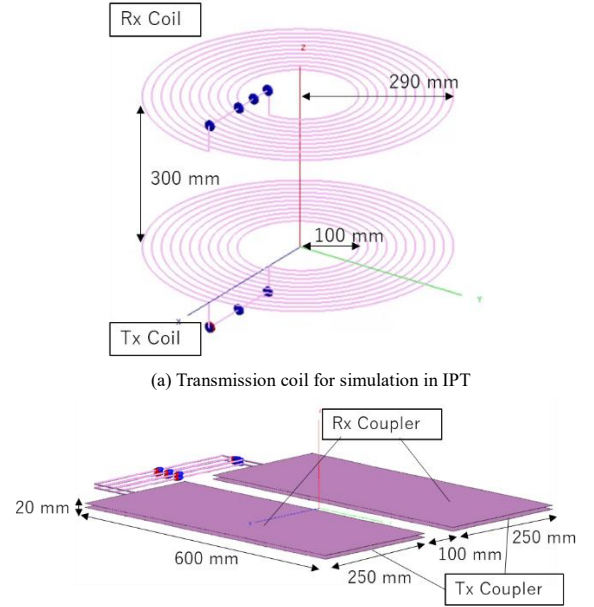 Rx Coil
Z
290 mm
300 mm
100 mm
X
Y
Tx Coil
(a) Transmission coil for simulation in IPT
Rx Coupler
20 mm
600 mm
250 mm
100 mm
250 mm
Tx Coupler